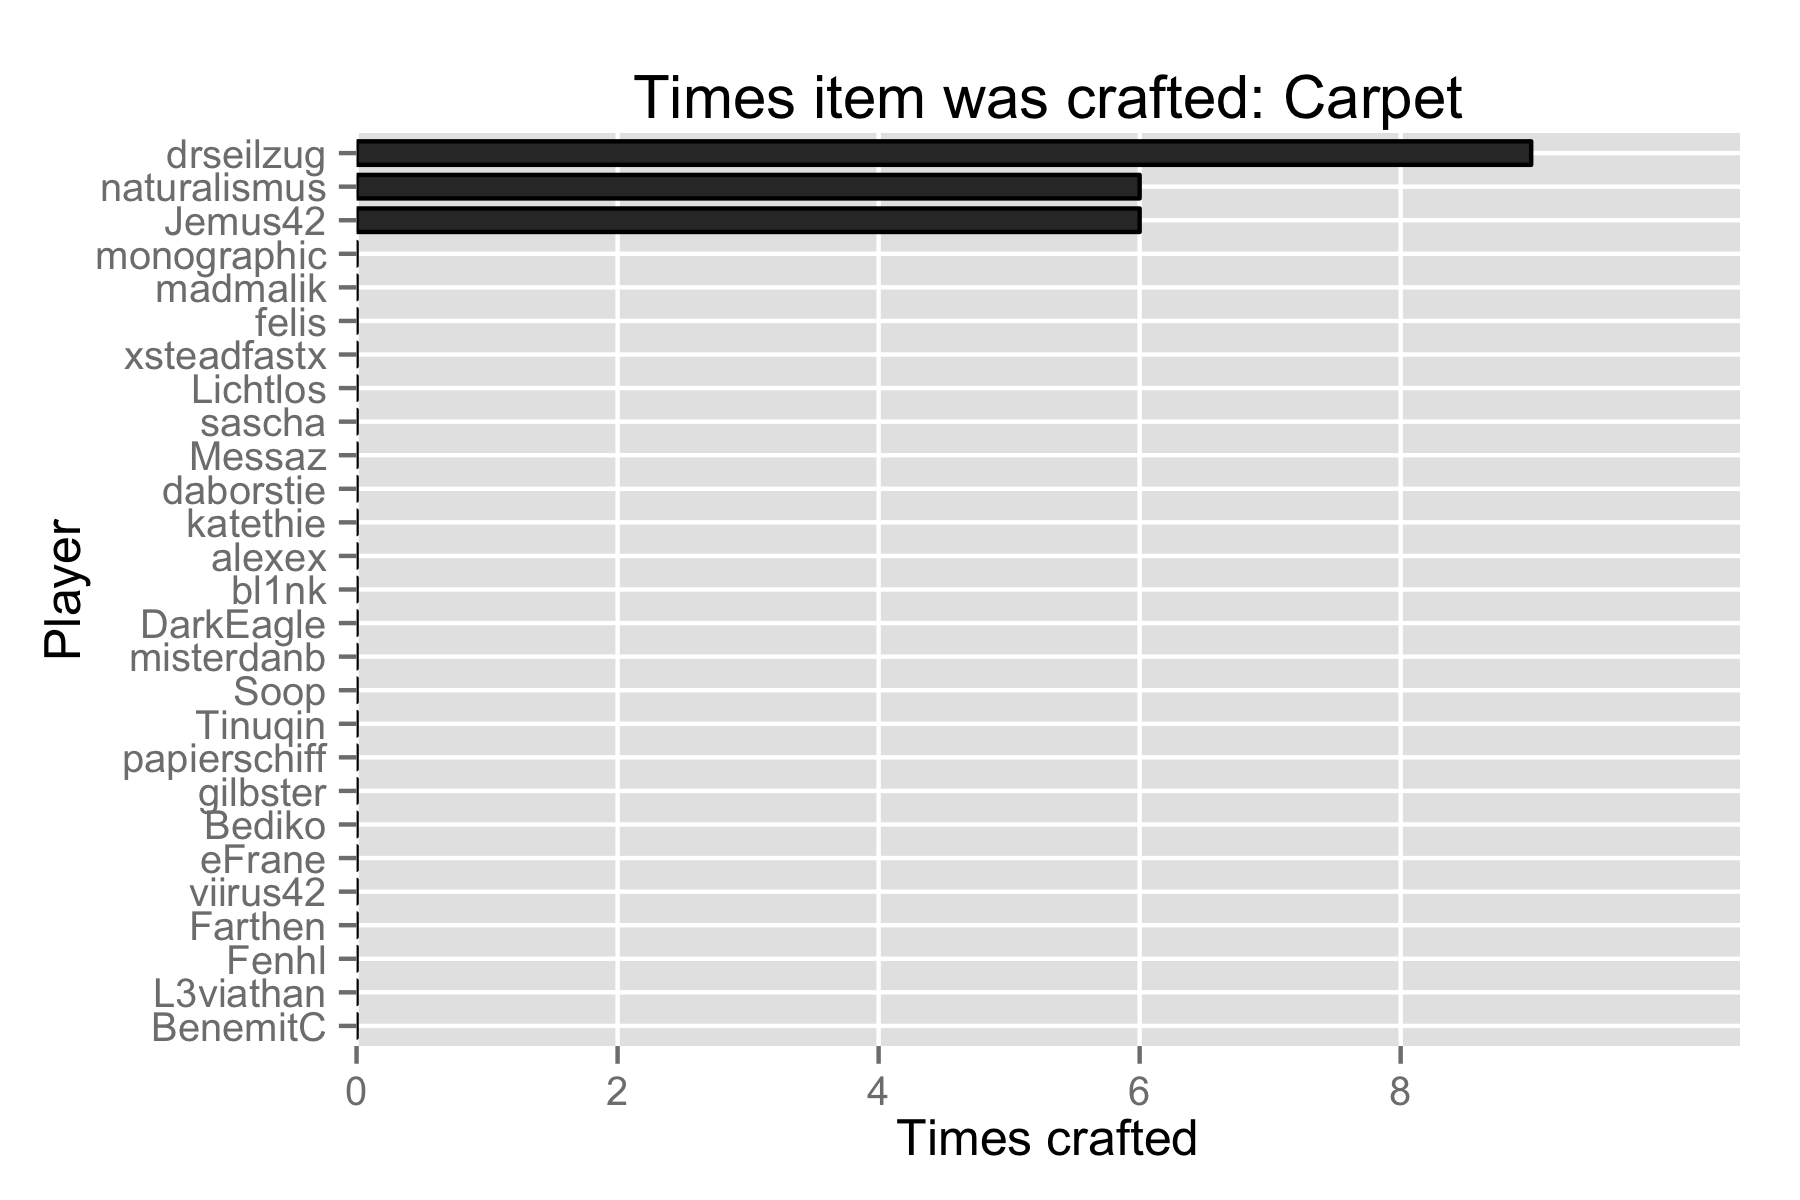 Times item was crafted: Carpet
drseilzug
naturalismus
Jemus42
monographic
madmalik
felis
xsteadfastx
Lichtlos
sascha
Messaz
daborstie
katethie
alexex
bl1nk
DarkEagle
misterdanb
Soop
Tinuqin
papierschiff
gilbster
Bediko
eFrane
viirus42
Farthen
Fenhl
L3viathan
BenemitC
Player
0 2 4 6 8
Times crafted